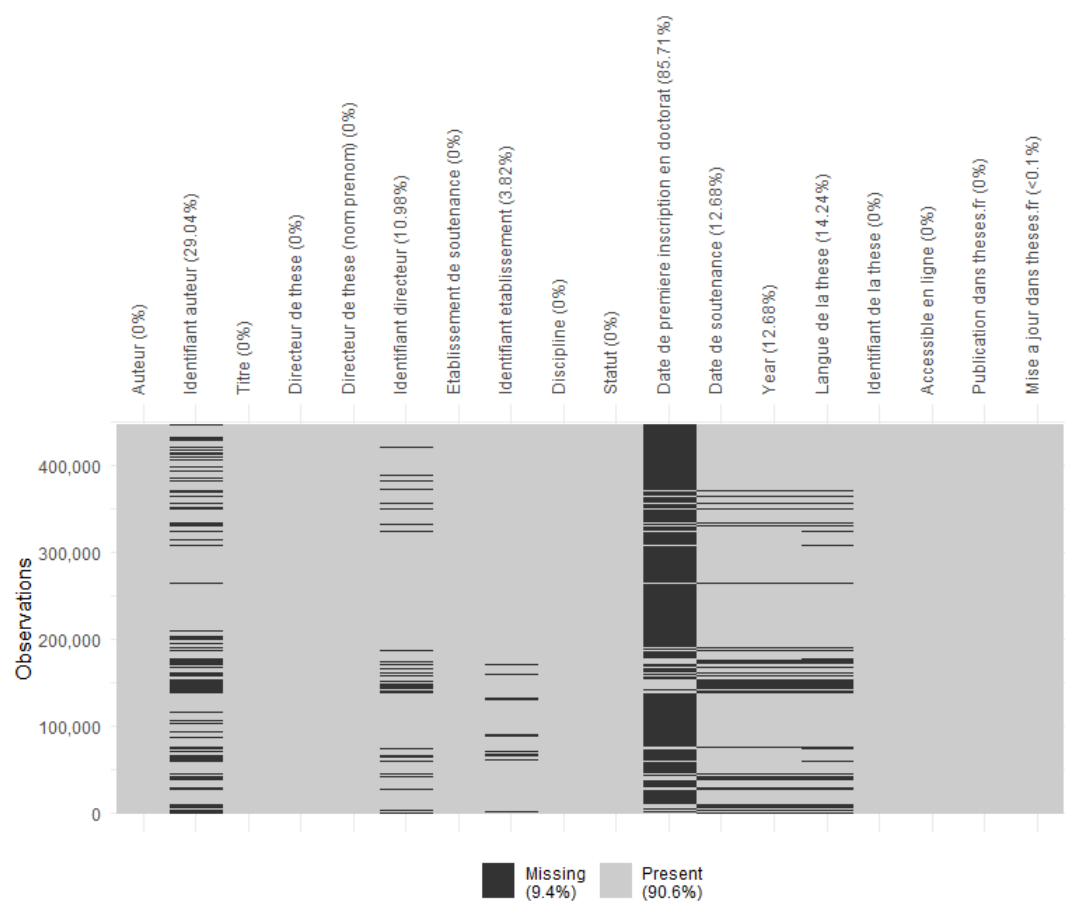 Auteur (0%)
Identifiant auteur (29.04%)
Titre (0%)
Directeur de these (0%)
Directeur de these (nom prenom) (0%)
Identifiant directeur (10.98%)
Etablissement de soutenance (0%)
Identifiant etablissement (3.82%)
Discipline (0%)
Statut (0%)
Date de premiere inscription en doctorat (85.71%)
Date de soutenance (12.68%)
Year (12.68%)
Langue de la these (14.24%)
Identifiant de la these (0%)
Accessible en ligne (0%)
Publication dans theses.fr (0%)
Mise a jour dans theses.fr (<0.1%)
Observations
400,000
300,000
200,000
100,000
0
Missing
(9.4%)
Present
(90.6%)